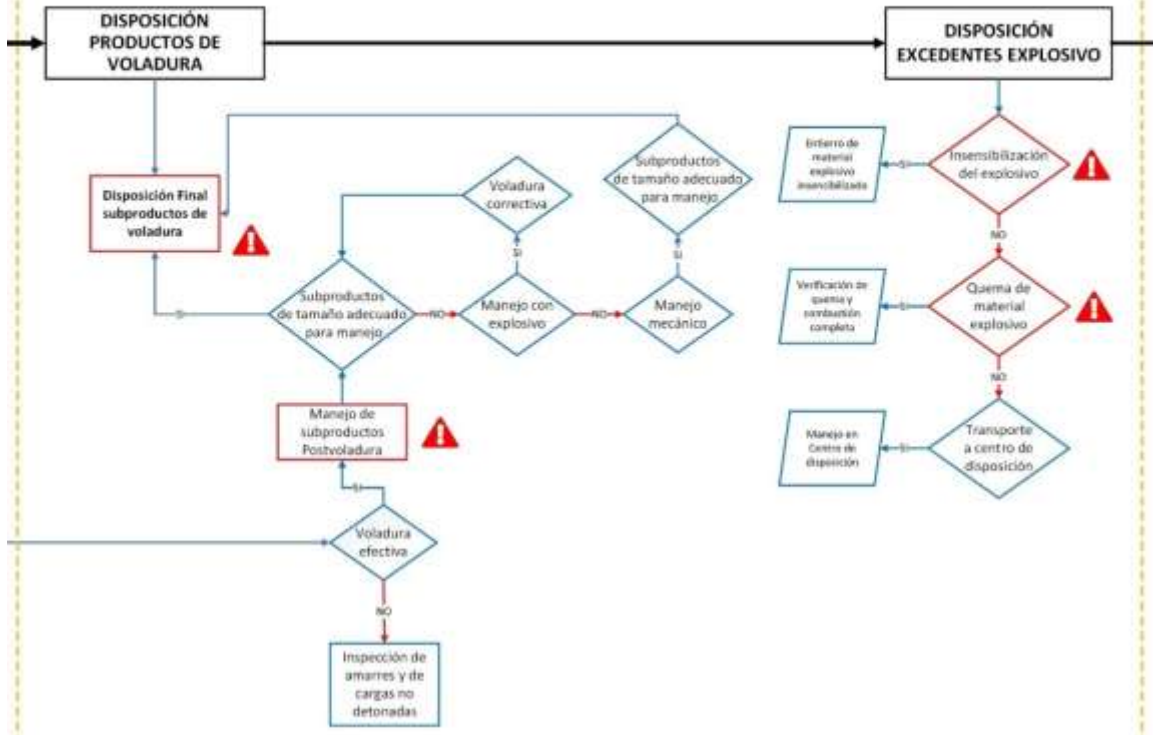 DISPOSICIÓN
PRODUCTOS DE
VOLADURA
DISPOSICIÓN
EXCEDENTES EXPLOSIVO
Disposición Final
subproductos de
voladura
Voladura
correctiva
Subproductos
de tamaño adecuado
para manejo
Entierro de
material
explosivo
insencibilizado
SI
Insensibilización
del explosivo
NO
Subproductos
de tamaño adecuado
para manejo
SI
NO
Manejo con
explosivo
SI
NO
Manejo
mecánico
SI
Verificación de
quema y
combustión
completa
SI
Quema de
material
explosivo
NO
Manejo de
subproductos
Postvoladura
SI
Manejo en
Centro de
disposición
SI
Transporte
a centro de
disposición
Voladura
efectiva
NO
Inspección de
amarres y de
cargas no
detonadas